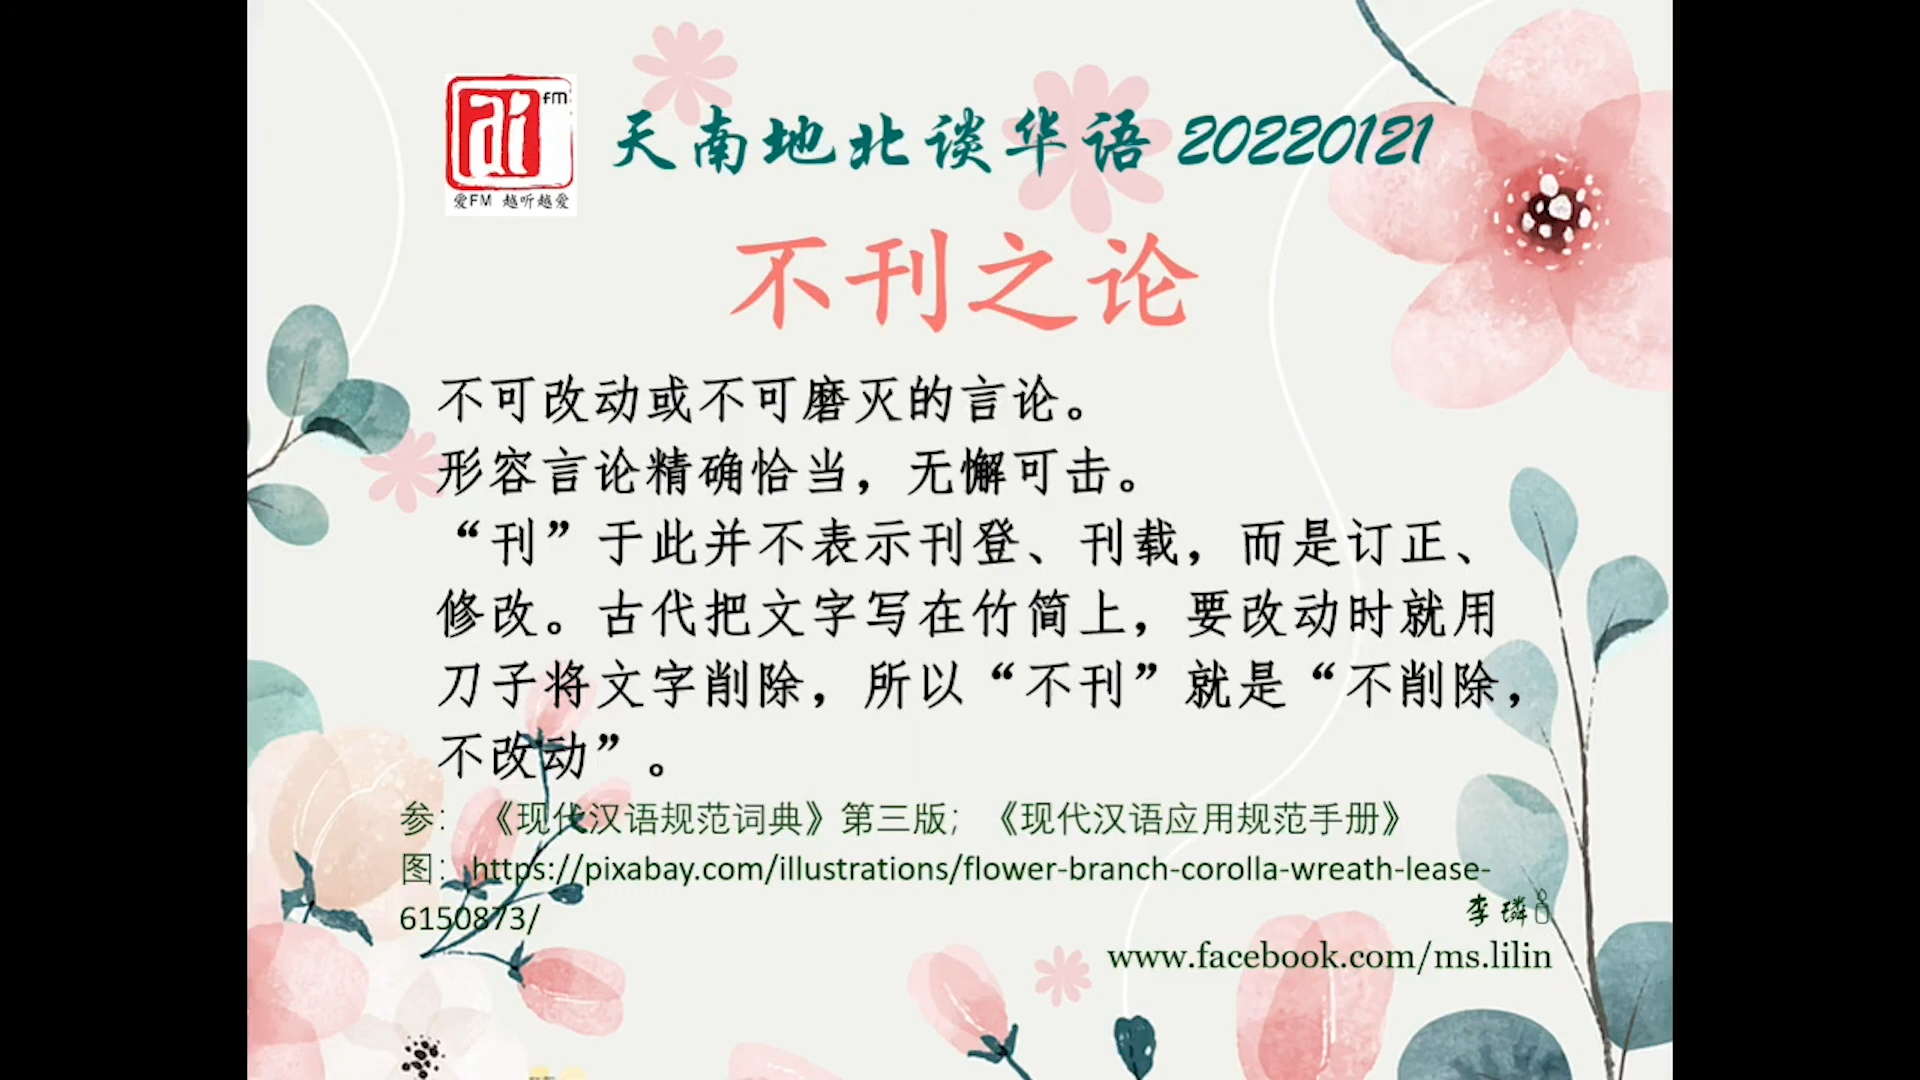 ai fm
爱FM 越听越爱
天南地北谈华语 20220121
不刊之论
不可改动或不可磨灭的言论。
形容言论精确恰当，无懈可击。
“刊”于此并不表示刊登、刊载，而是订正、
修改。古代把文字写在竹简上，要改动时就用
刀子将文字削除，所以“不刊”就是“不削除，
不改动”。
参：《现代汉语规范词典》第三版；《现代汉语应用规范手册》
图：https://pixabay.com/illustrations/flower-branch-corolla-wreath-lease-
6150873/
李璘
www.facebook.com/ms.lilin